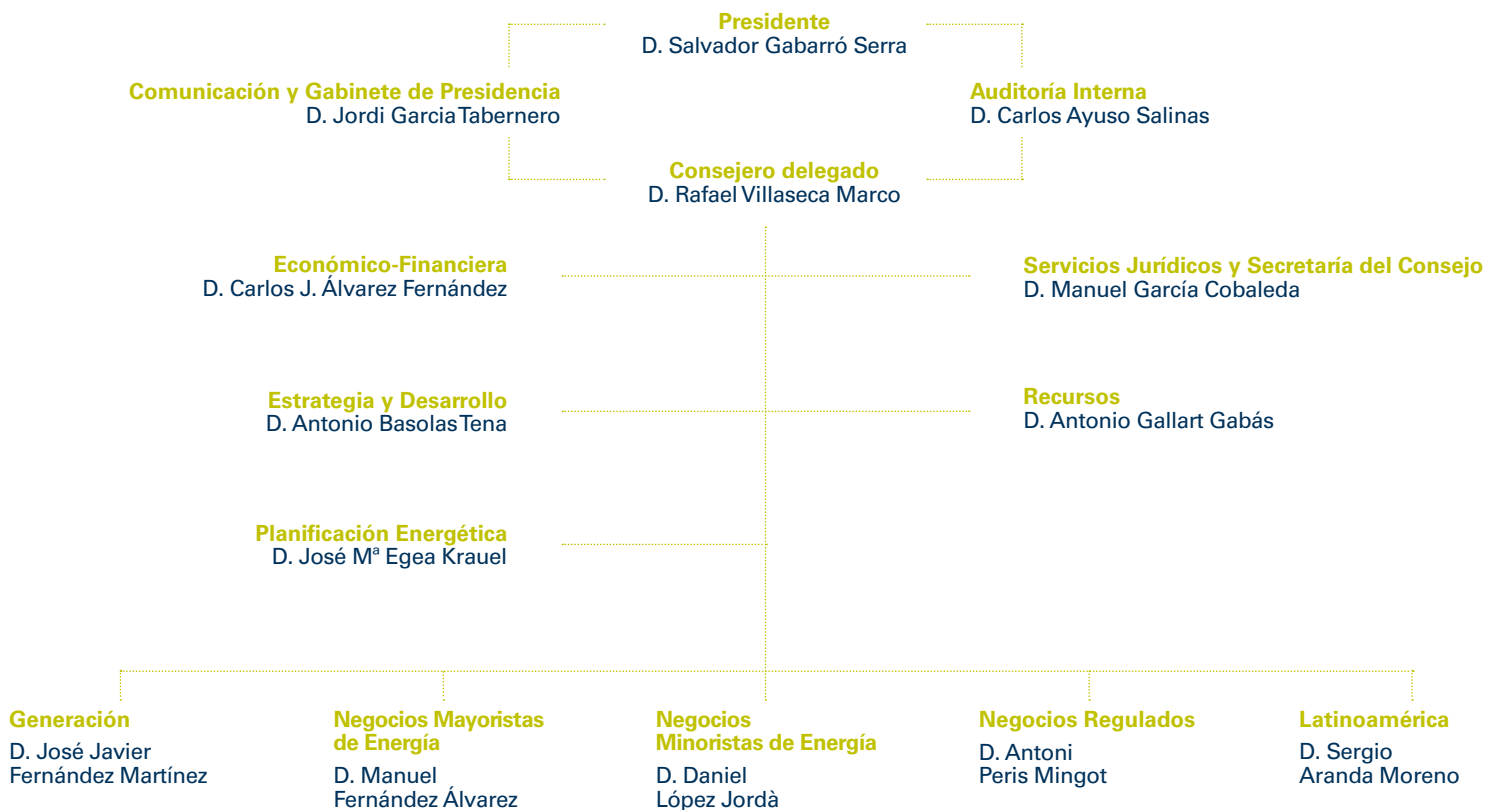 Presidente
D. Salvador Gabarró Serra
Comunicación y Gabinete de Presidencia
D. Jordi Garcia Tabernero
Auditoría Interna
D. Carlos Ayuso Salinas
Consejero delegado
D. Rafael Villaseca Marco
Económico-Financiera
D. Carlos J. Álvarez Fernández
Servicios Jurídicos y Secretaría del Consejo
D. Manuel García Cobaleda
Estrategia y Desarrollo
D. Antonio Basolas Tena
Recursos
D. Antonio Gallart Gabás
Planificación Energética
D. José Mª Egea Krauel
Generación
D. José Javier
Fernández Martínez
Negocios Mayoristas
de Energía
D. Manuel
Fernández Álvarez
Negocios
Minoristas de Energía
D. Daniel
López Jordà
Negocios Regulados
D. Antoni
Peris Mingot
Latinoamérica
D. Sergio
Aranda Moreno